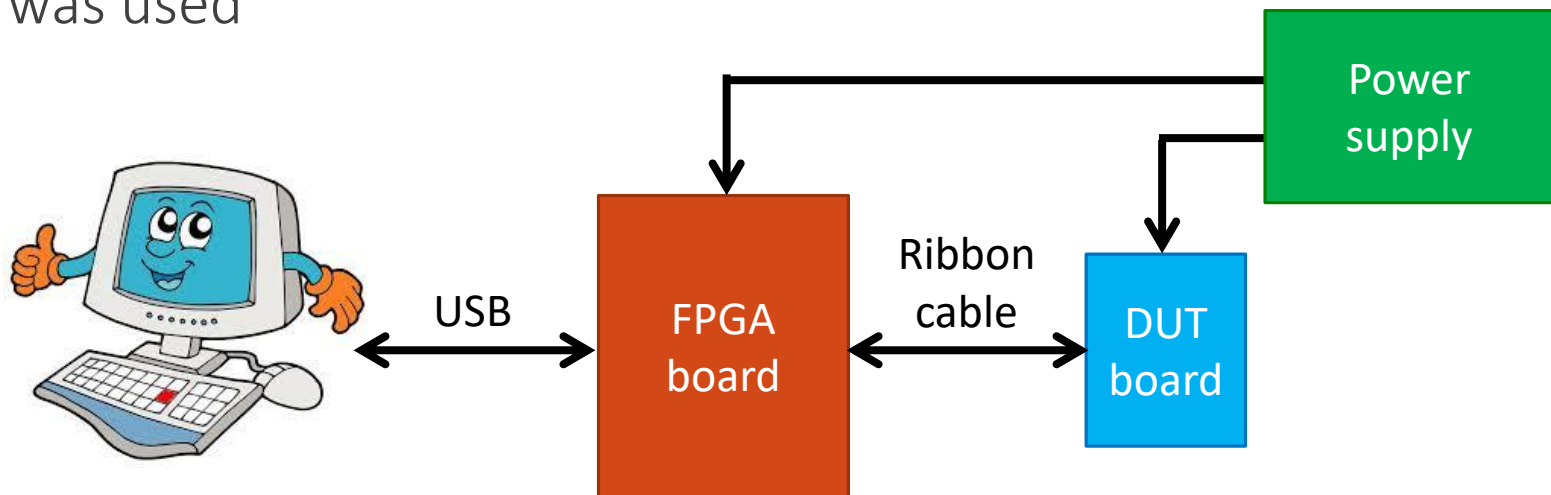 was used
Power
supply
Ribbon
cable
USB
FPGA
board
DUT
board